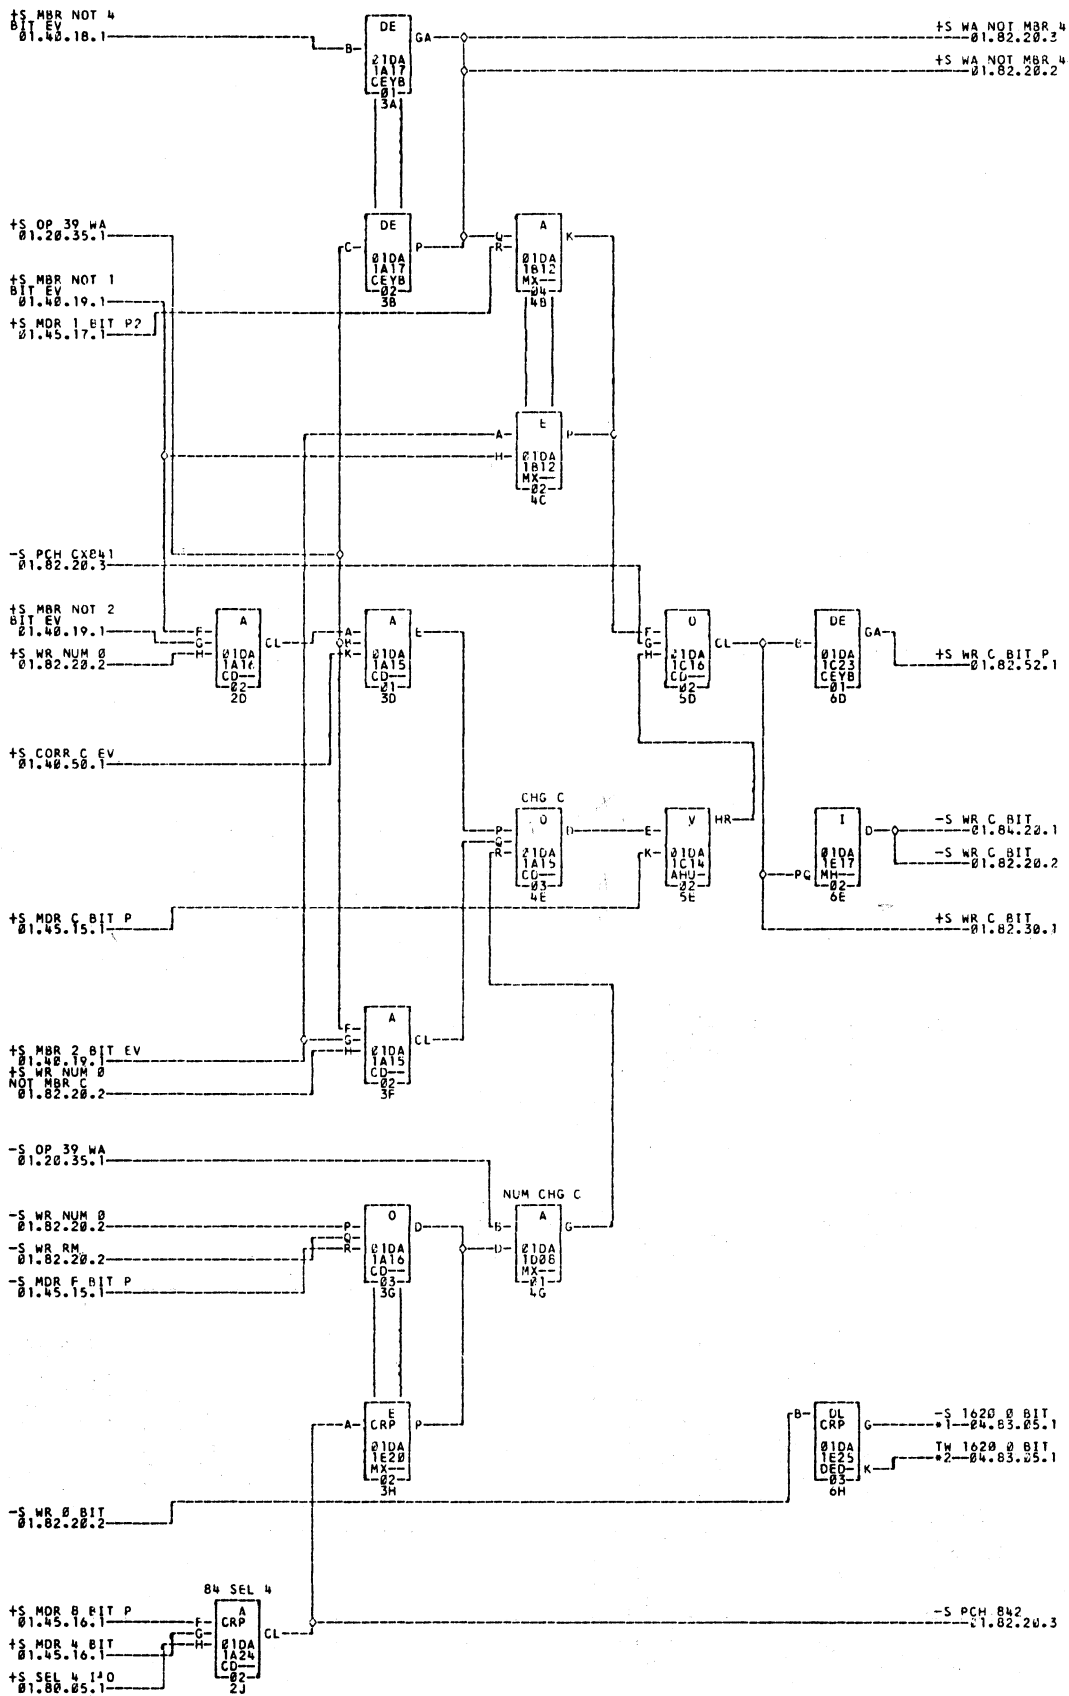 +S MBR NOT 4
BIT EV
01.40.18.1
B
DE
GA
01DA
1A17
CEYB
01
3A
+S WA NOT MBR 4
01.82.20.3
+S WA NOT MBR 4
01.82.20.2
+S OP 39 WA
01.20.35.1
C
DE
P
01DA
1A17
CEYB
02
3B
Q
R
A
K
01DA
1B12
MX--
04
4B
+S MBR NOT 1
BIT EV
01.40.19.1
+S MDR 1 BIT P2
01.45.17.1
A
H
E
P
01DA
1B12
MX--
02
4C
-S PCH CX841
01.82.20.3
+S MBR NOT 2
BIT EV
01.40.19.1
+S WR NUM 0
01.82.20.2
F
G
H
A
CL
01DA
1A16
CD--
02
2D
A
K
A
E
01DA
1A15
CD--
01
3D
F
G
H
O
CL
01DA
1C16
CD--
02
5D
B
DE
GA
01DA
1C23
CEYB
01
6D
+S WR C BIT P
01.82.52.1
+S CORR C EV
01.40.50.1
CHG C
P
Q
R
O
D
01DA
1A15
CD--
03
4E
E
K
V
HR
01DA
1C14
AHU-
02
5E
PQ
I
D
01DA
1E17
MH--
02
6E
-S WR C BIT
01.84.20.1
-S WR C BIT
01.82.20.2
+S WR C BIT
01.82.30.1
+S MDR C BIT P
01.45.15.1
F
G
H
A
CL
01DA
1A15
CD--
02
3F
+S MBR 2 BIT EV
01.40.19.1
+S WR NUM 0
NOT MBR C
01.82.20.2
-S OP 39 WA
01.20.35.1
-S WR NUM 0
01.82.20.2
-S WR RM
01.82.20.2
-S MDR F BIT P
01.45.15.1
P
Q
R
O
D
01DA
1A16
CD--
03
3G
NUM CHG C
B
D
A
G
01DA
1D08
MX--
01
4G
A
E
CRP
P
01DA
1E20
MX--
02
3H
B
DL
CRP
G
K
01DA
1E25
DED-
03
6H
-S 1620 0 BIT
*1--04.83.05.1
TW 1620 0 BIT
*2--04.83.05.1
-S WR 0 BIT
01.82.20.2
84 SEL 4
+S MDR 8 BIT P
01.45.16.1
+S MDR 4 BIT
01.45.16.1
+S SEL 4 I*O
01.80.05.1
F
G
H
A
CRP
CL
01DA
1A24
CD--
02
2J
-S PCH 842
01.82.20.3